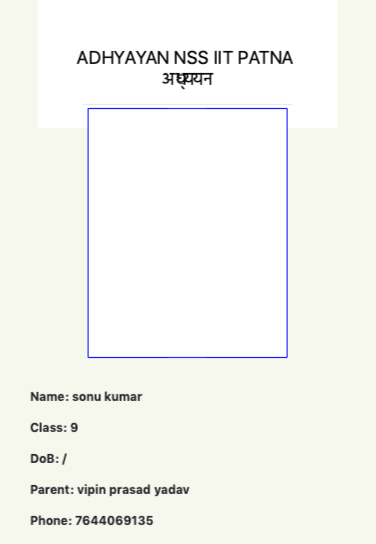 ADHYAYAN NSS IIT PATNA
अध्ययन
Name: sonu kumar
Class: 9
DoB: /
Parent: vipin prasad yadav
Phone: 7644069135